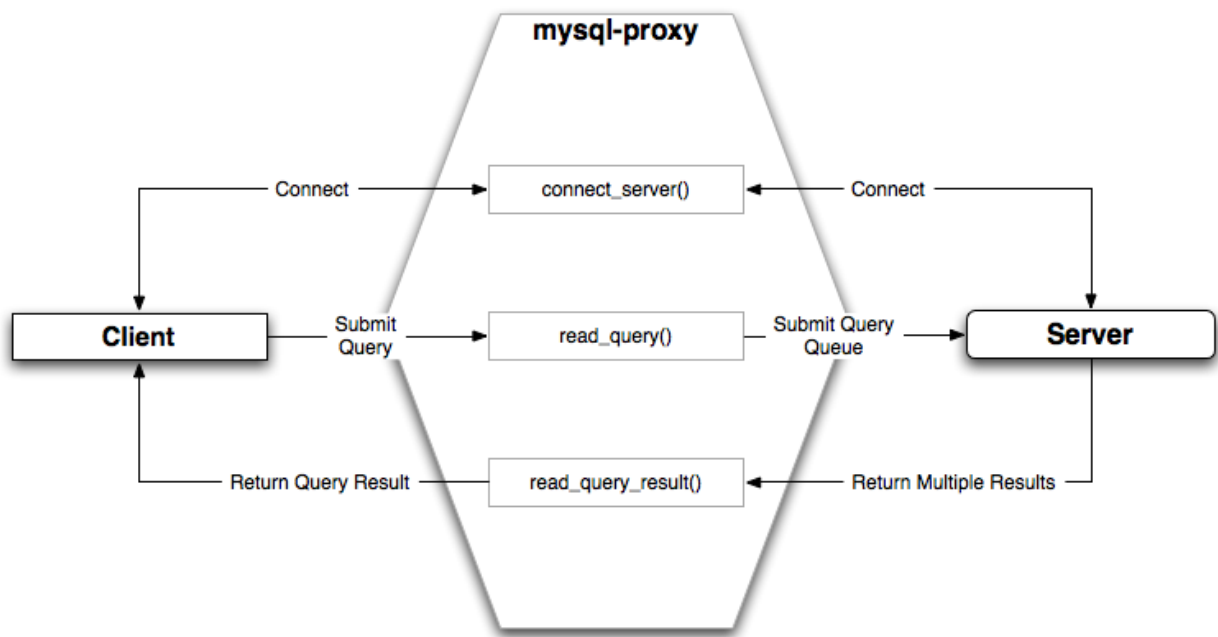 mysql-proxy
Connect
connect_server()
Connect
Client
Submit
Query
read_query()
Submit Query
Queue
Server
Return Query Result
read_query_result()
Return Multiple Results